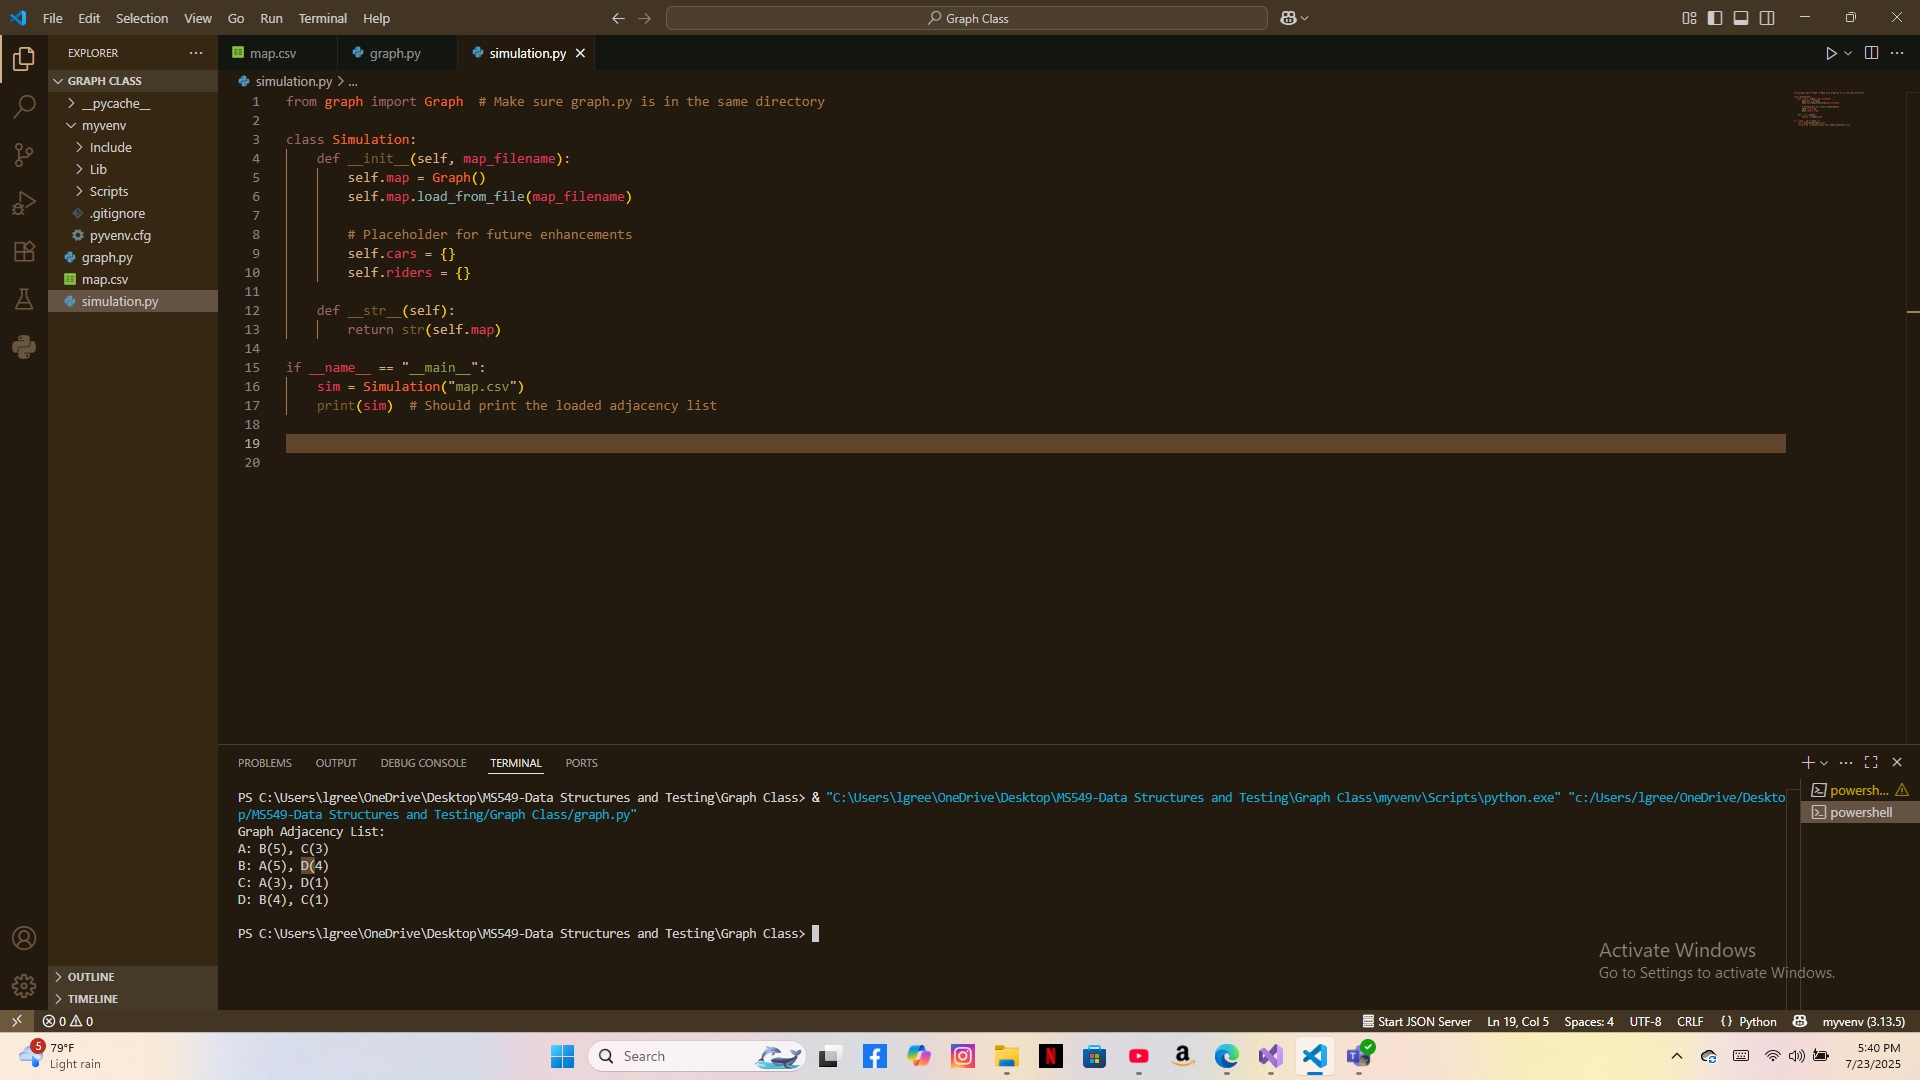 File Edit Selection View Go Run Terminal Help
Graph Class
EXPLORER
GRAPH CLASS
__pycache__
myvenv
Include
Lib
Scripts
.gitignore
pyvenv.cfg
graph.py
map.csv
simulation.py
OUTLINE
TIMELINE
map.csv graph.py simulation.py
simulation.py > ...
1 from graph import Graph  # Make sure graph.py is in the same directory
2
3 class Simulation:
4     def __init__(self, map_filename):
5         self.map = Graph()
6         self.map.load_from_file(map_filename)
7
8         # Placeholder for future enhancements
9         self.cars = {}
10         self.riders = {}
11
12     def __str__(self):
13         return str(self.map)
14
15 if __name__ == "__main__":
16     sim = Simulation("map.csv")
17     print(sim)  # Should print the loaded adjacency list
18
19
20
PROBLEMS OUTPUT DEBUG CONSOLE TERMINAL PORTS
PS C:\Users\lgree\OneDrive\Desktop\MS549-Data Structures and Testing\Graph Class> & "C:\Users\lgree\OneDrive\Desktop\MS549-Data Structures and Testing\Graph Class\myvenv\Scripts\python.exe" "c:/Users/lgree/OneDrive/Deskto
p/MS549-Data Structures and Testing/Graph Class/graph.py"
Graph Adjacency List:
A: B(5), C(3)
B: A(5), D(4)
C: A(3), D(1)
D: B(4), C(1)
PS C:\Users\lgree\OneDrive\Desktop\MS549-Data Structures and Testing\Graph Class>
powersh...
powershell
Activate Windows
Go to Settings to activate Windows.
0 0
Start JSON Server Ln 19, Col 5 Spaces: 4 UTF-8 CRLF {} Python myvenv (3.13.5)
5
79°F
Light rain
Search
5:40 PM
7/23/2025